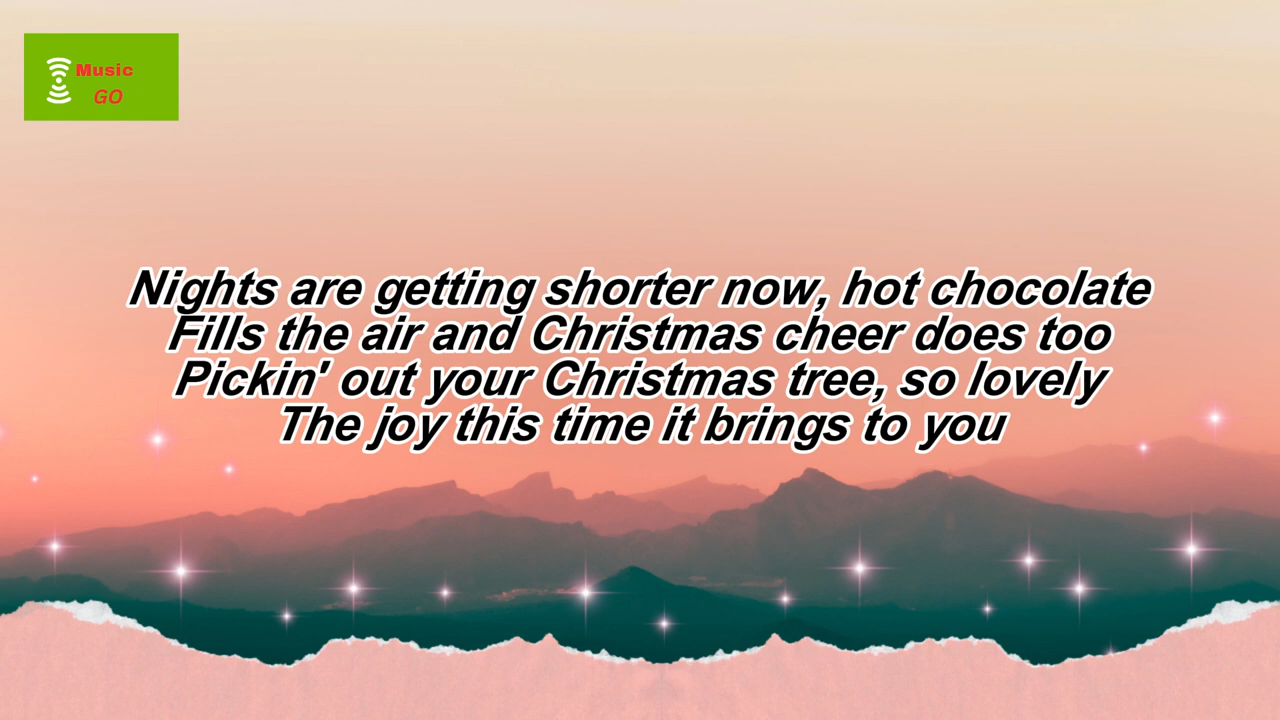 Music
GO
Nights are getting shorter now, hot chocolate
Fills the air and Christmas cheer does too
Pickin' out your Christmas tree, so lovely
The joy this time it brings to you